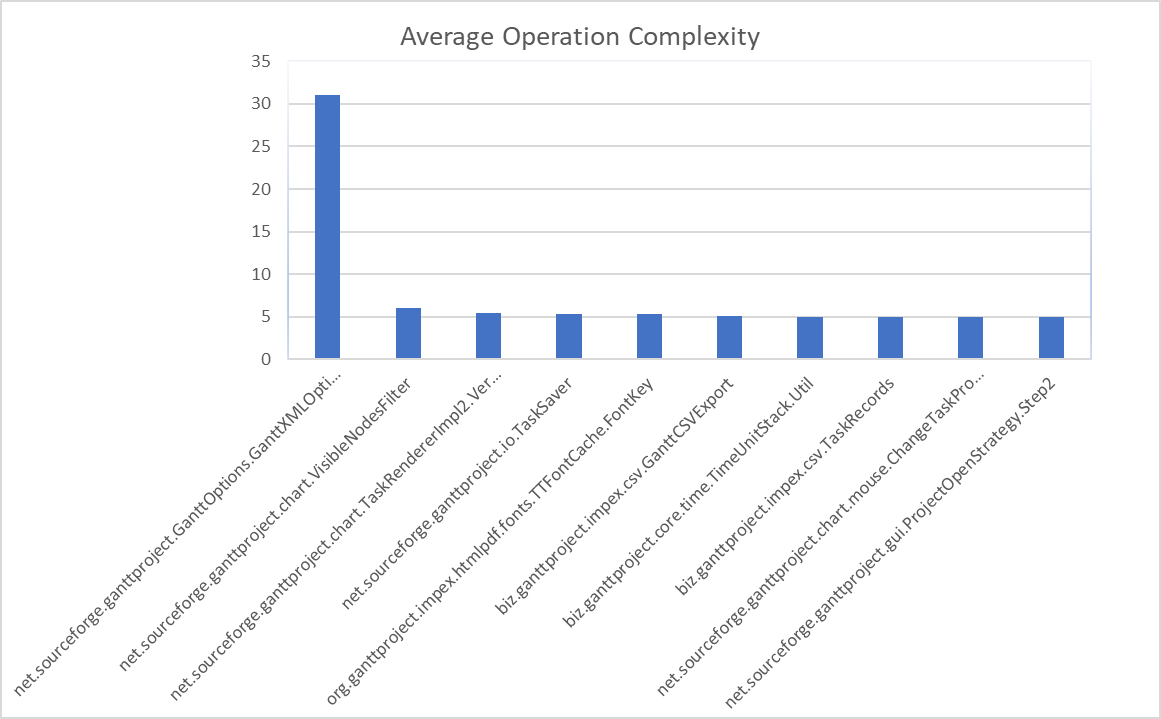 Average Operation Complexity
35
30
25
20
15
10
5
0
net.sourceforge.ganttproject.GanttOptions.GanttXMLOpti...
net.sourceforge.ganttproject.chart.VisibleNodesFilter
net.sourceforge.ganttproject.chart.TaskRendererImpl2.Ver...
net.sourceforge.ganttproject.io.TaskSaver
org.ganttproject.impex.htmlpdf.fonts.TTFontCache.FontKey
biz.ganttproject.impex.csv.GanttCSVExport
biz.ganttproject.core.time.TimeUnitStack.Util
biz.ganttproject.impex.csv.TaskRecords
net.sourceforge.ganttproject.chart.mouse.ChangeTaskPro...
net.sourceforge.ganttproject.gui.ProjectOpenStrategy.Step2